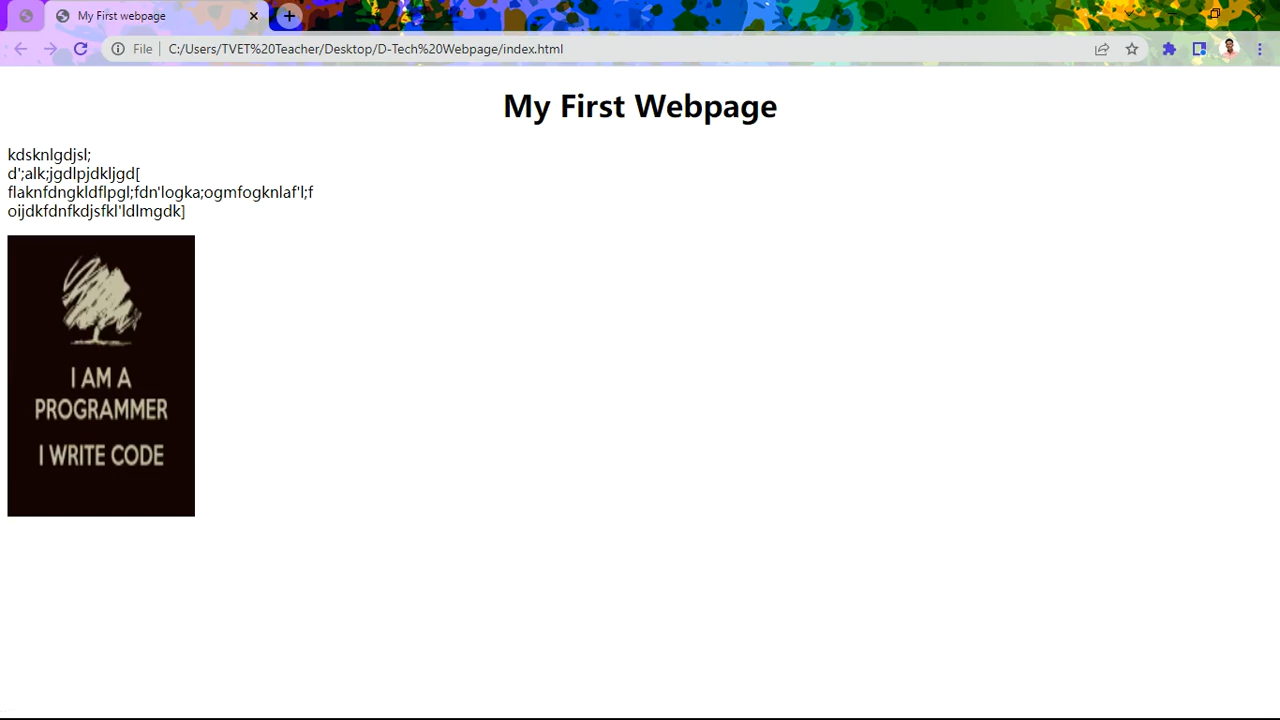 My First webpage
File
C:/Users/TVET%20Teacher/Desktop/D-Tech%20Webpage/index.html
My First Webpage
kdsknlgdjsl;
d';alk;jgdlpjdkljgd[
flaknfdngkldflpgl;fdn'logka;ogmfogknlaf'l;f
oijdkfdnfkdjsfkl'ldlmgdk]
I AM A
PROGRAMMER
I WRITE CODE